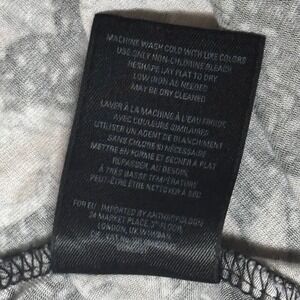 MACHINE WASH COLD WITH LIKE COLORS
USE ONLY NON-CHLORINE BLEACH
RESHAPE LAY FLAT TO DRY
LOW IRON AS NEEDED
MAY BE DRY CLEANED
LAVER À LA MACHINE À L'EAU FROIDE
AVEC COULEURS SIMILAIRES
UTILISER UN AGENT DE BLANCHIMENT
SANS CHLORE SI NÉCESSAIRE
METTRE EN FORME ET SÉCHER À PLAT
REPASSER AU BESOIN,
À TRÈS BASSE TEMPÉRATURE
PEUT-ÊTRE ÊTRE NETTOYER À SEC
FOR EU, IMPORTED BY ANTHROPOLOGIE
MARKET PLACE, FLOOR,
LONDON, UK